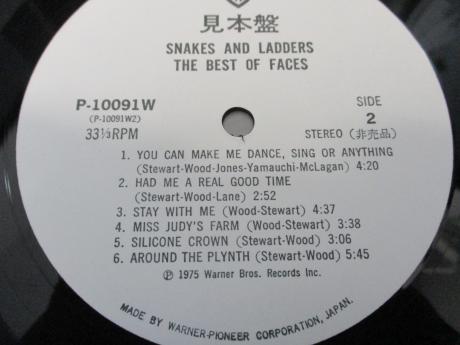 見本盤
SNAKES AND LADDERS
THE BEST OF FACES
P-10091W
(P-10091W2)
33⅓RPM
SIDE
2
STEREO (非売品)
1. YOU CAN MAKE ME DANCE, SING OR ANYTHING
(Stewart-Wood-Jones-Yamauchi-McLagan) 4:20
2. HAD ME A REAL GOOD TIME
(Stewart-Wood-Lane) 2:52
3. STAY WITH ME (Wood-Stewart) 4:37
4. MISS JUDY'S FARM (Wood-Stewart) 3:38
5. SILICONE CROWN (Stewart-Wood) 3:06
6. AROUND THE PLYNTH (Stewart-Wood) 5:45
Ⓟ 1975 Warner Bros. Records Inc.
MADE BY WARNER-PIONEER CORPORATION, JAPAN.